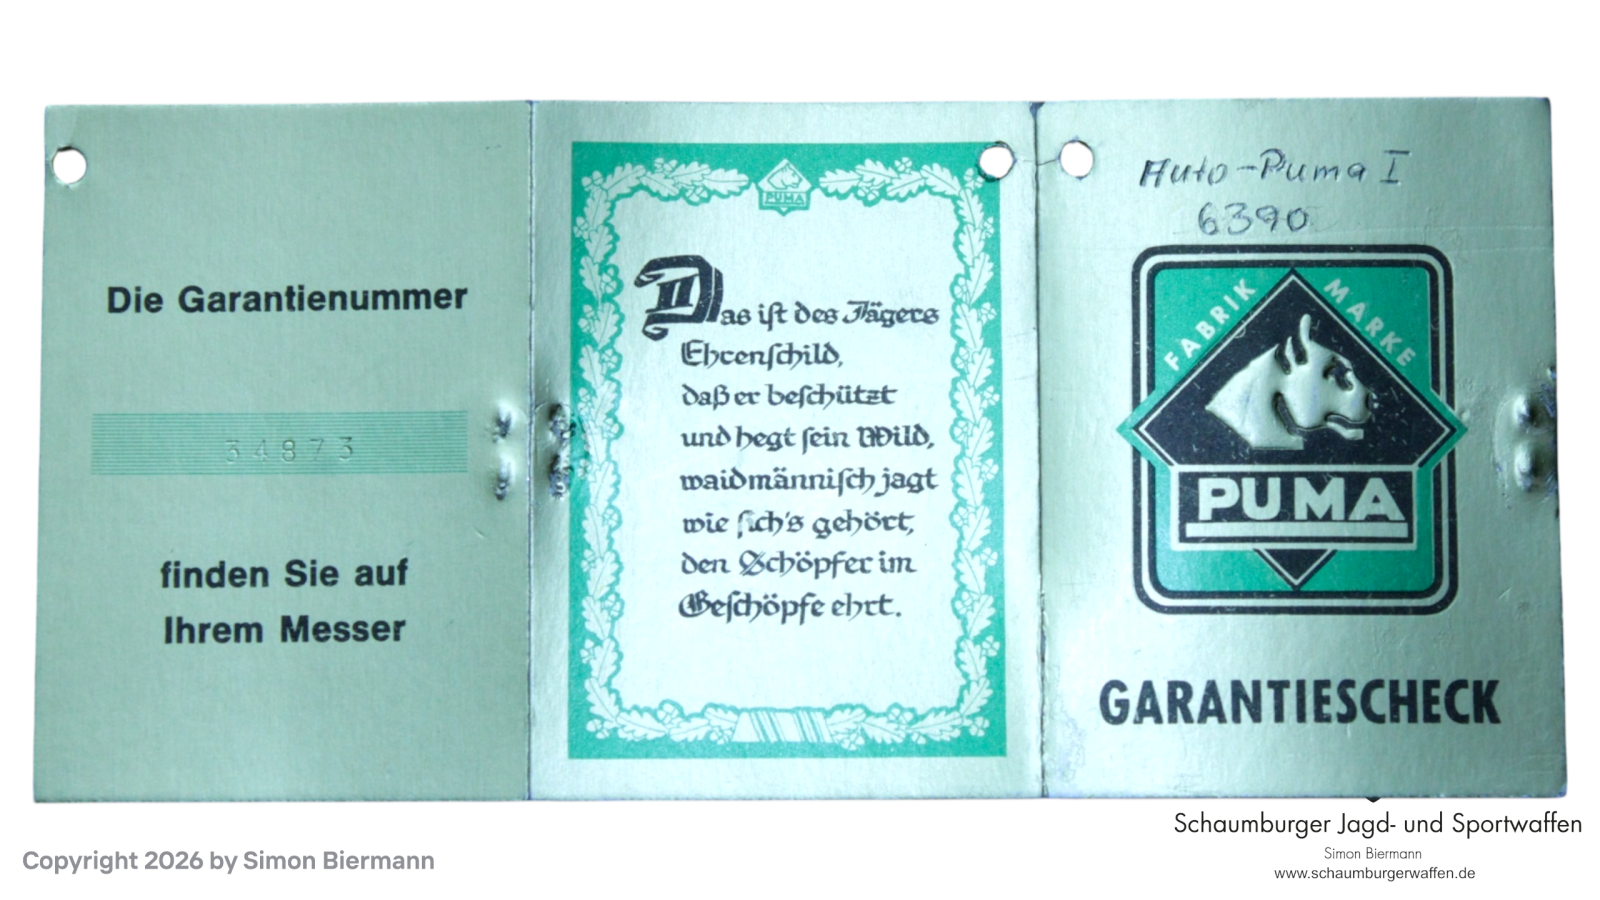 Die Garantienummer
34873
finden Sie auf
Ihrem Messer
PUMA
Das ist des Jägers
Ehrenschild,
daß er beschützt
und hegt sein Wild,
waidmännisch jagt
wie sich's gehört,
den Schöpfer im
Geschöpfe ehrt.
Auto-Puma I
6390
FABRIK MARKE
PUMA
GARANTIESCHECK
Schaumburger Jagd- und Sportwaffen
Simon Biermann
www.schaumburgerwaffen.de
Copyright 2026 by Simon Biermann